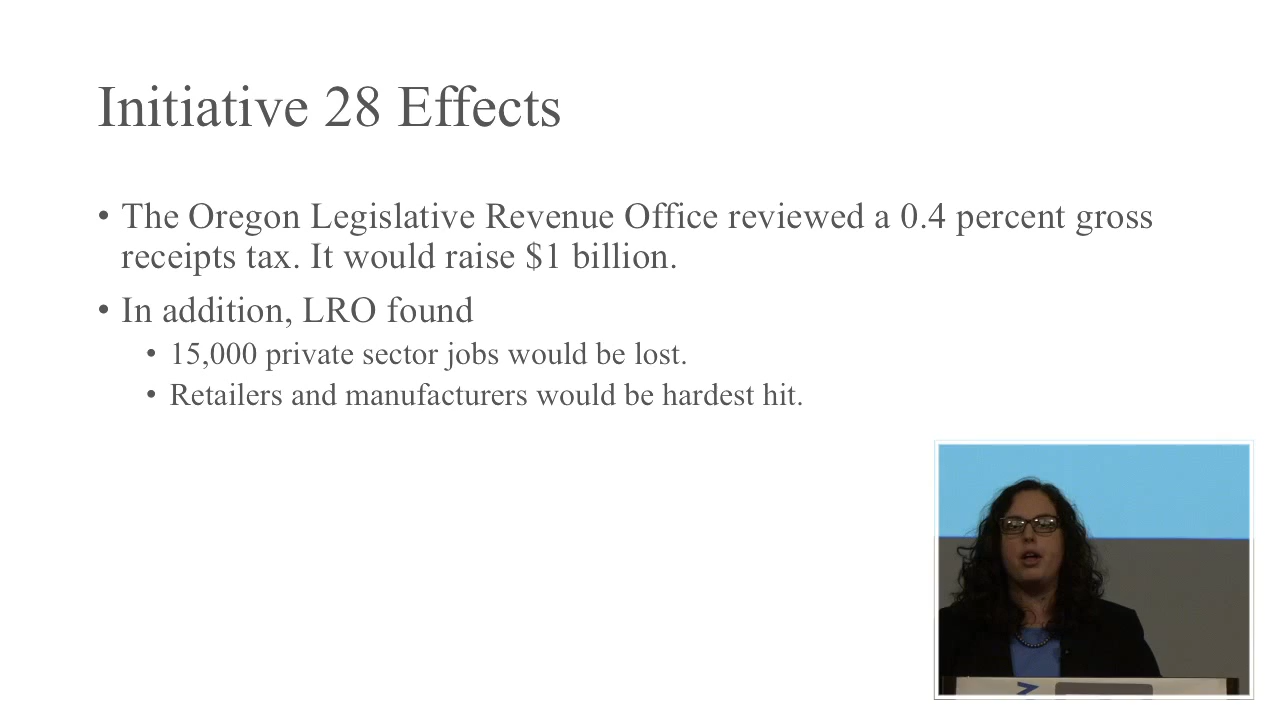 Initiative 28 Effects
• The Oregon Legislative Revenue Office reviewed a 0.4 percent gross
receipts tax. It would raise $1 billion.
• In addition, LRO found
• 15,000 private sector jobs would be lost.
• Retailers and manufacturers would be hardest hit.